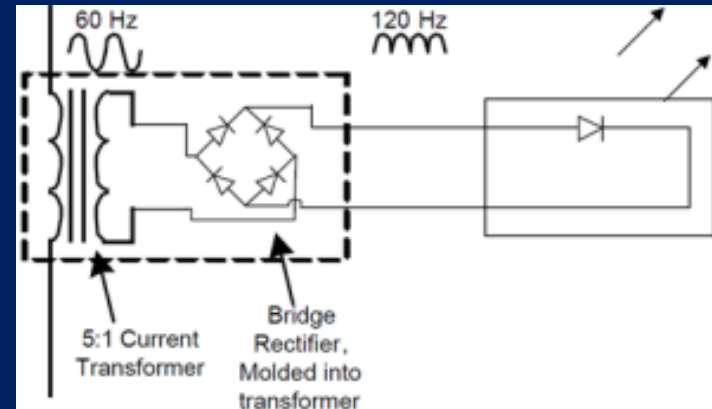 60 Hz
120 Hz
5:1 Current
Transformer
Bridge
Rectifier,
Molded into
transformer